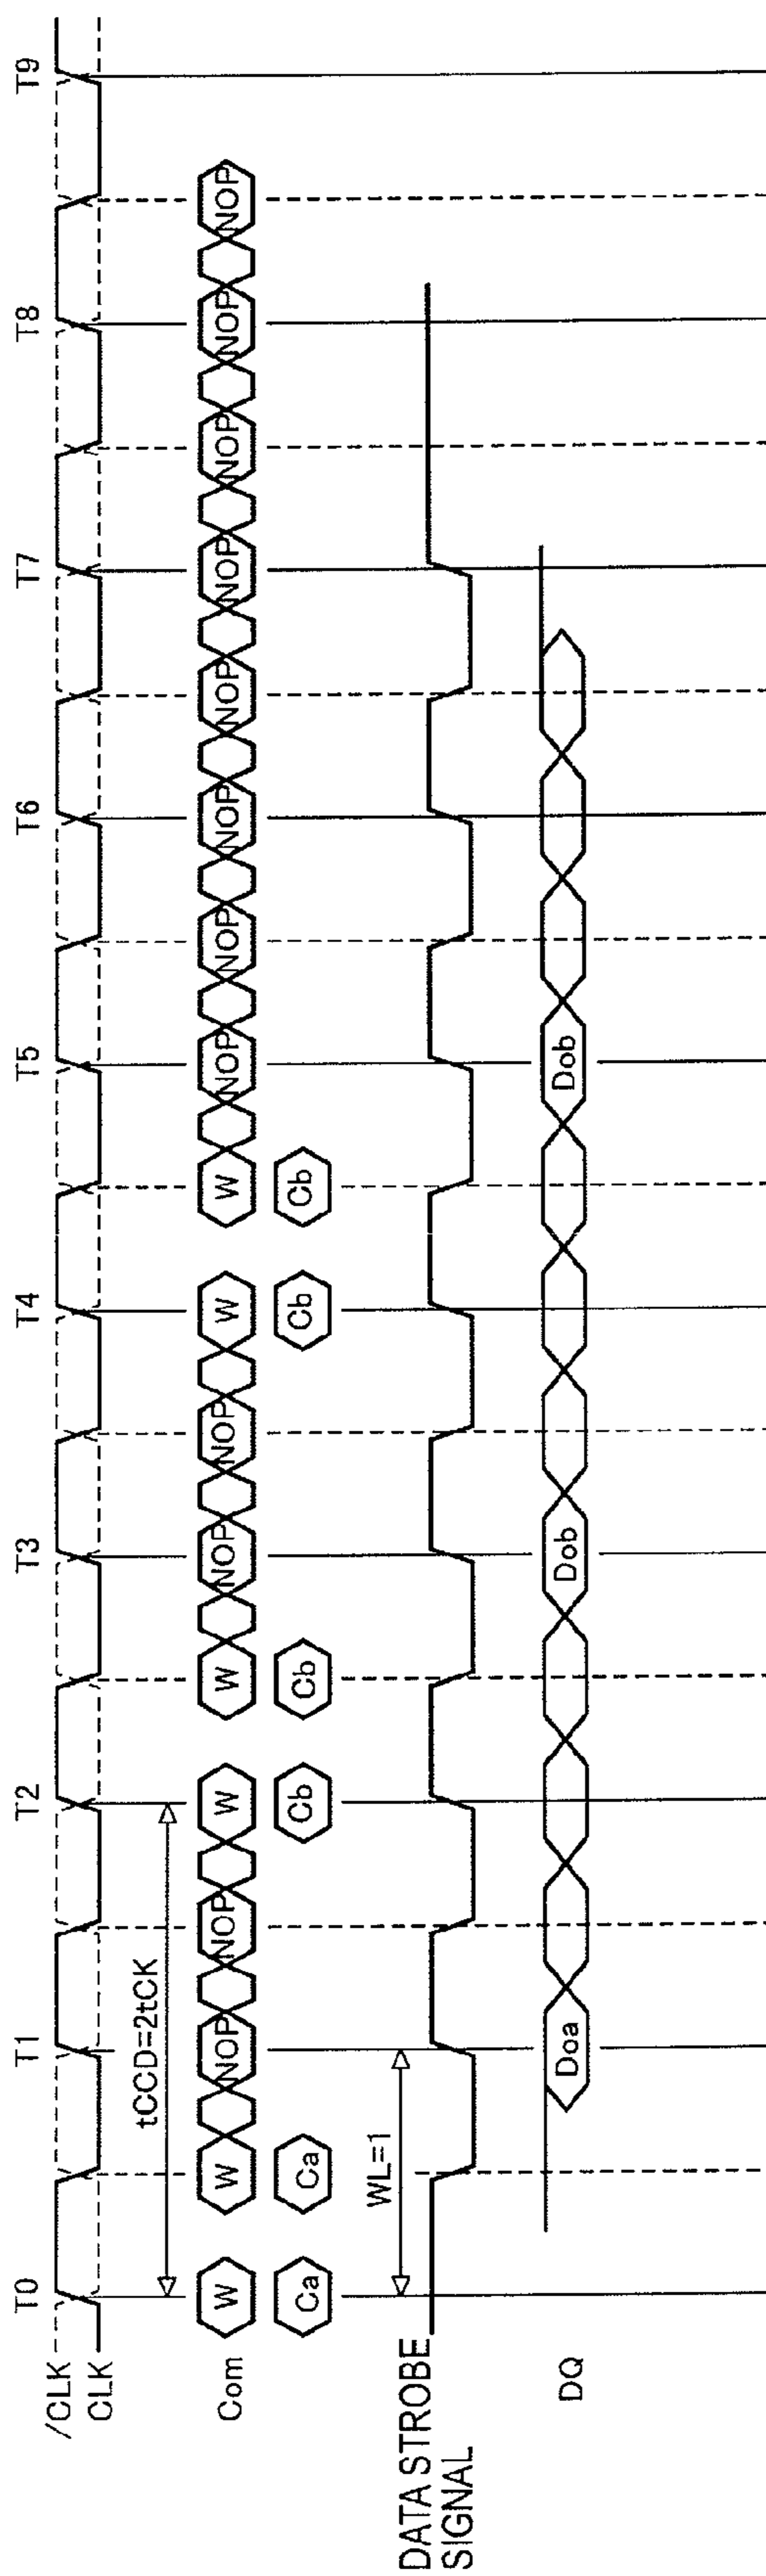 T0 T1 T2 T3 T4 T5 T6 T7 T8 T9
/CLK
CLK
tCCD=2tCK
Com W W NOP NOP W W NOP NOP W W NOP NOP NOP NOP NOP NOP NOP NOP
Ca Ca Cb Cb Cb Cb
WL=1
DATA STROBE
SIGNAL
DQ Doa Dob Dob